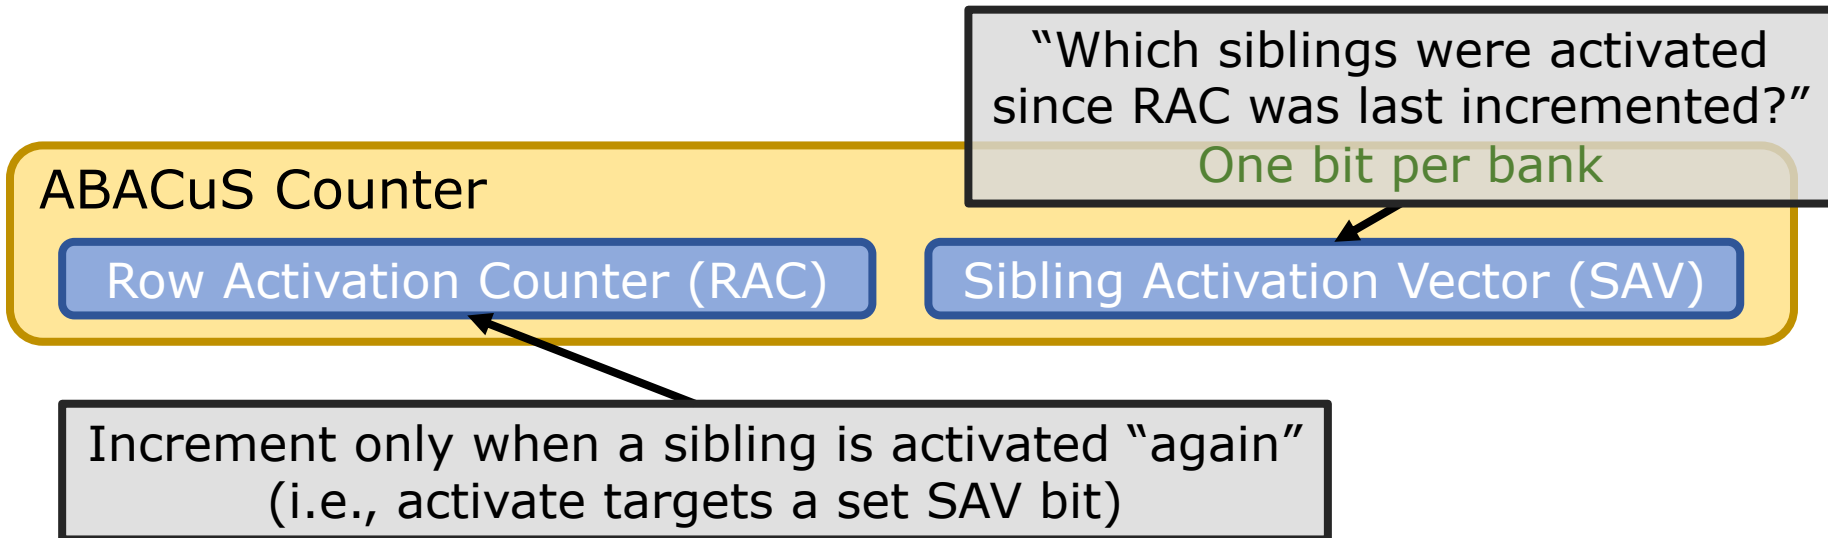 “Which siblings were activated
since RAC was last incremented?”
One bit per bank
ABACuS Counter
Row Activation Counter (RAC)
Sibling Activation Vector (SAV)
Increment only when a sibling is activated “again”
(i.e., activate targets a set SAV bit)